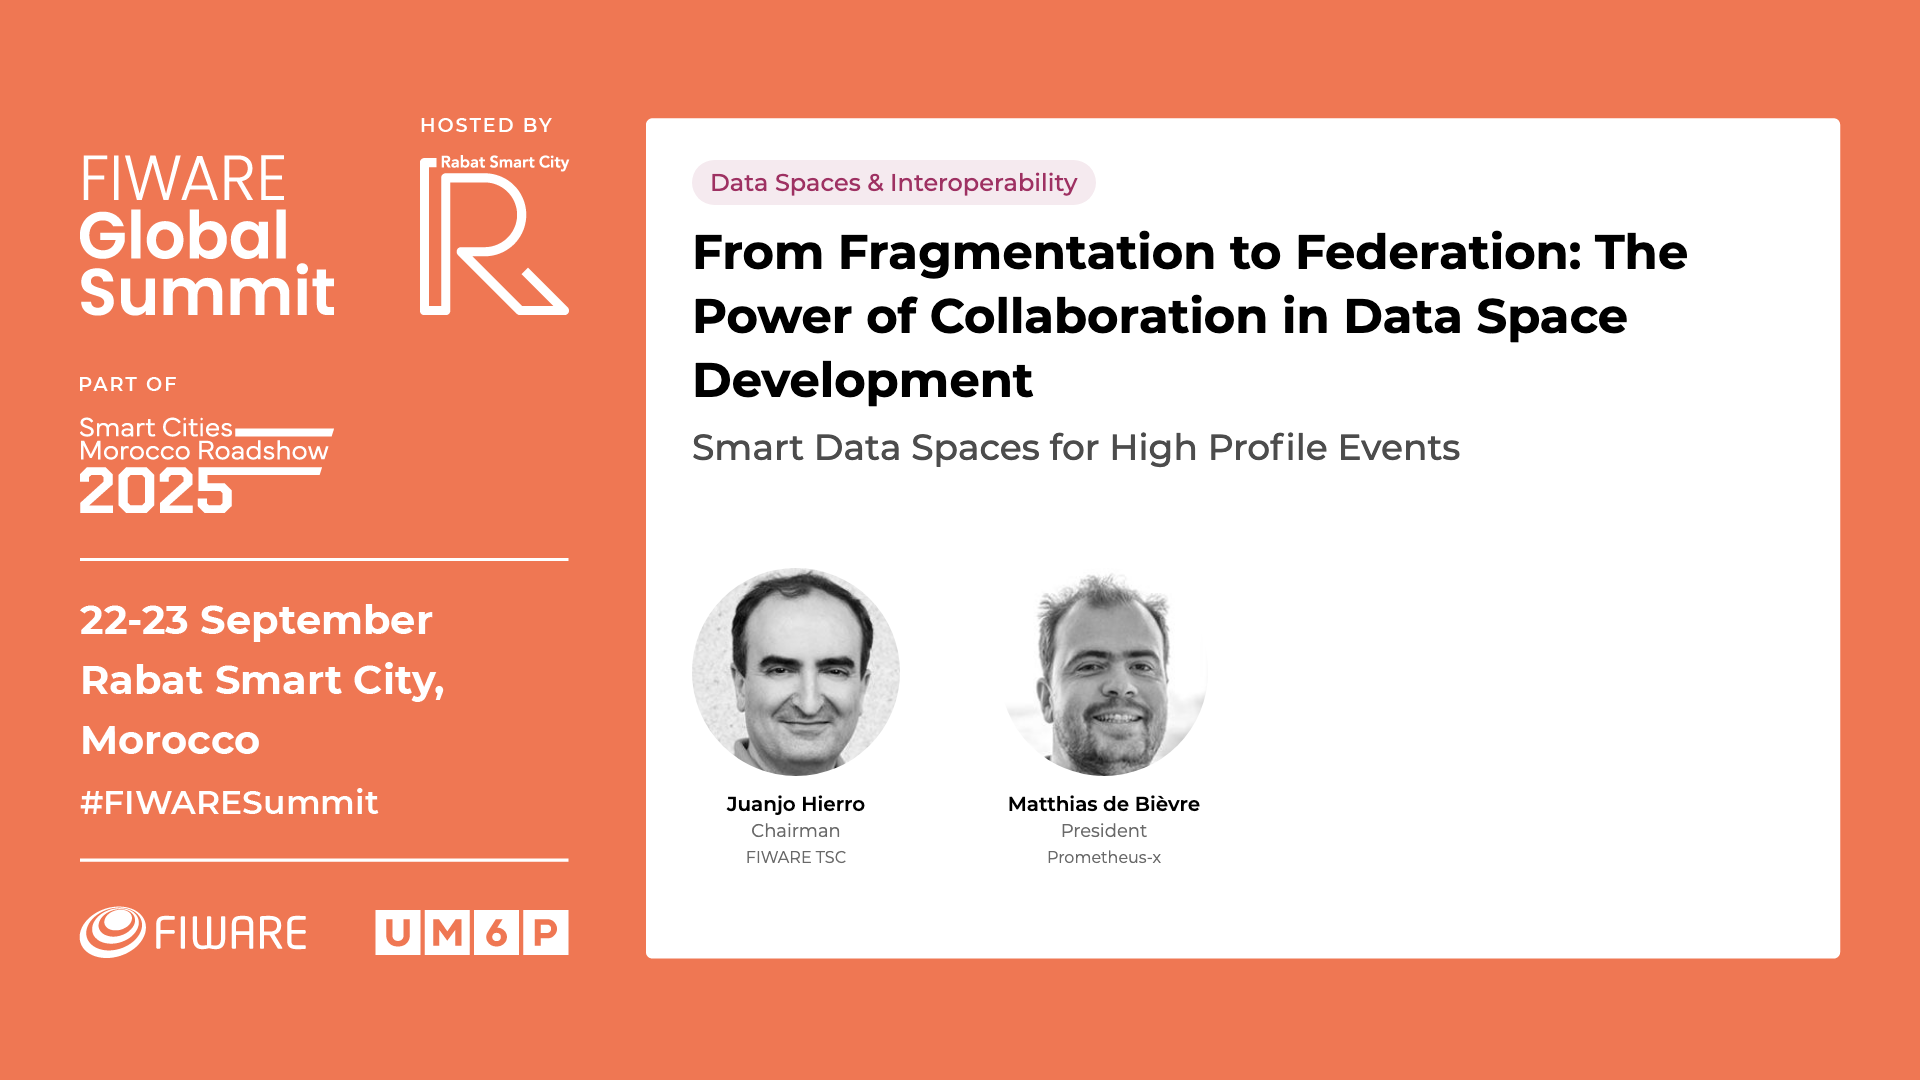 FIWARE
Global
Summit
HOSTED BY
Rabat Smart City
R
PART OF
Smart Cities
Morocco Roadshow
2025
22-23 September
Rabat Smart City,
Morocco
#FIWARESummit
FIWARE
UM6P
Data Spaces & Interoperability
From Fragmentation to Federation: The
Power of Collaboration in Data Space
Development
Smart Data Spaces for High Profile Events
Juanjo Hierro
Chairman
FIWARE TSC
Matthias de Bièvre
President
Prometheus-x